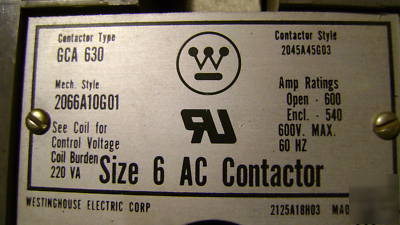 Contactor Type
GCA 630
Mech. Style
2066A10G01
See Coil for
Control Voltage
Coil Burden
220 VA
W
Contactor Style
2045A45G03
Amp Ratings
Open - 600
Encl. - 540
600V. MAX.
60 HZ
Size 6 AC Contactor
WESTINGHOUSE ELECTRIC CORP
2125A18H03